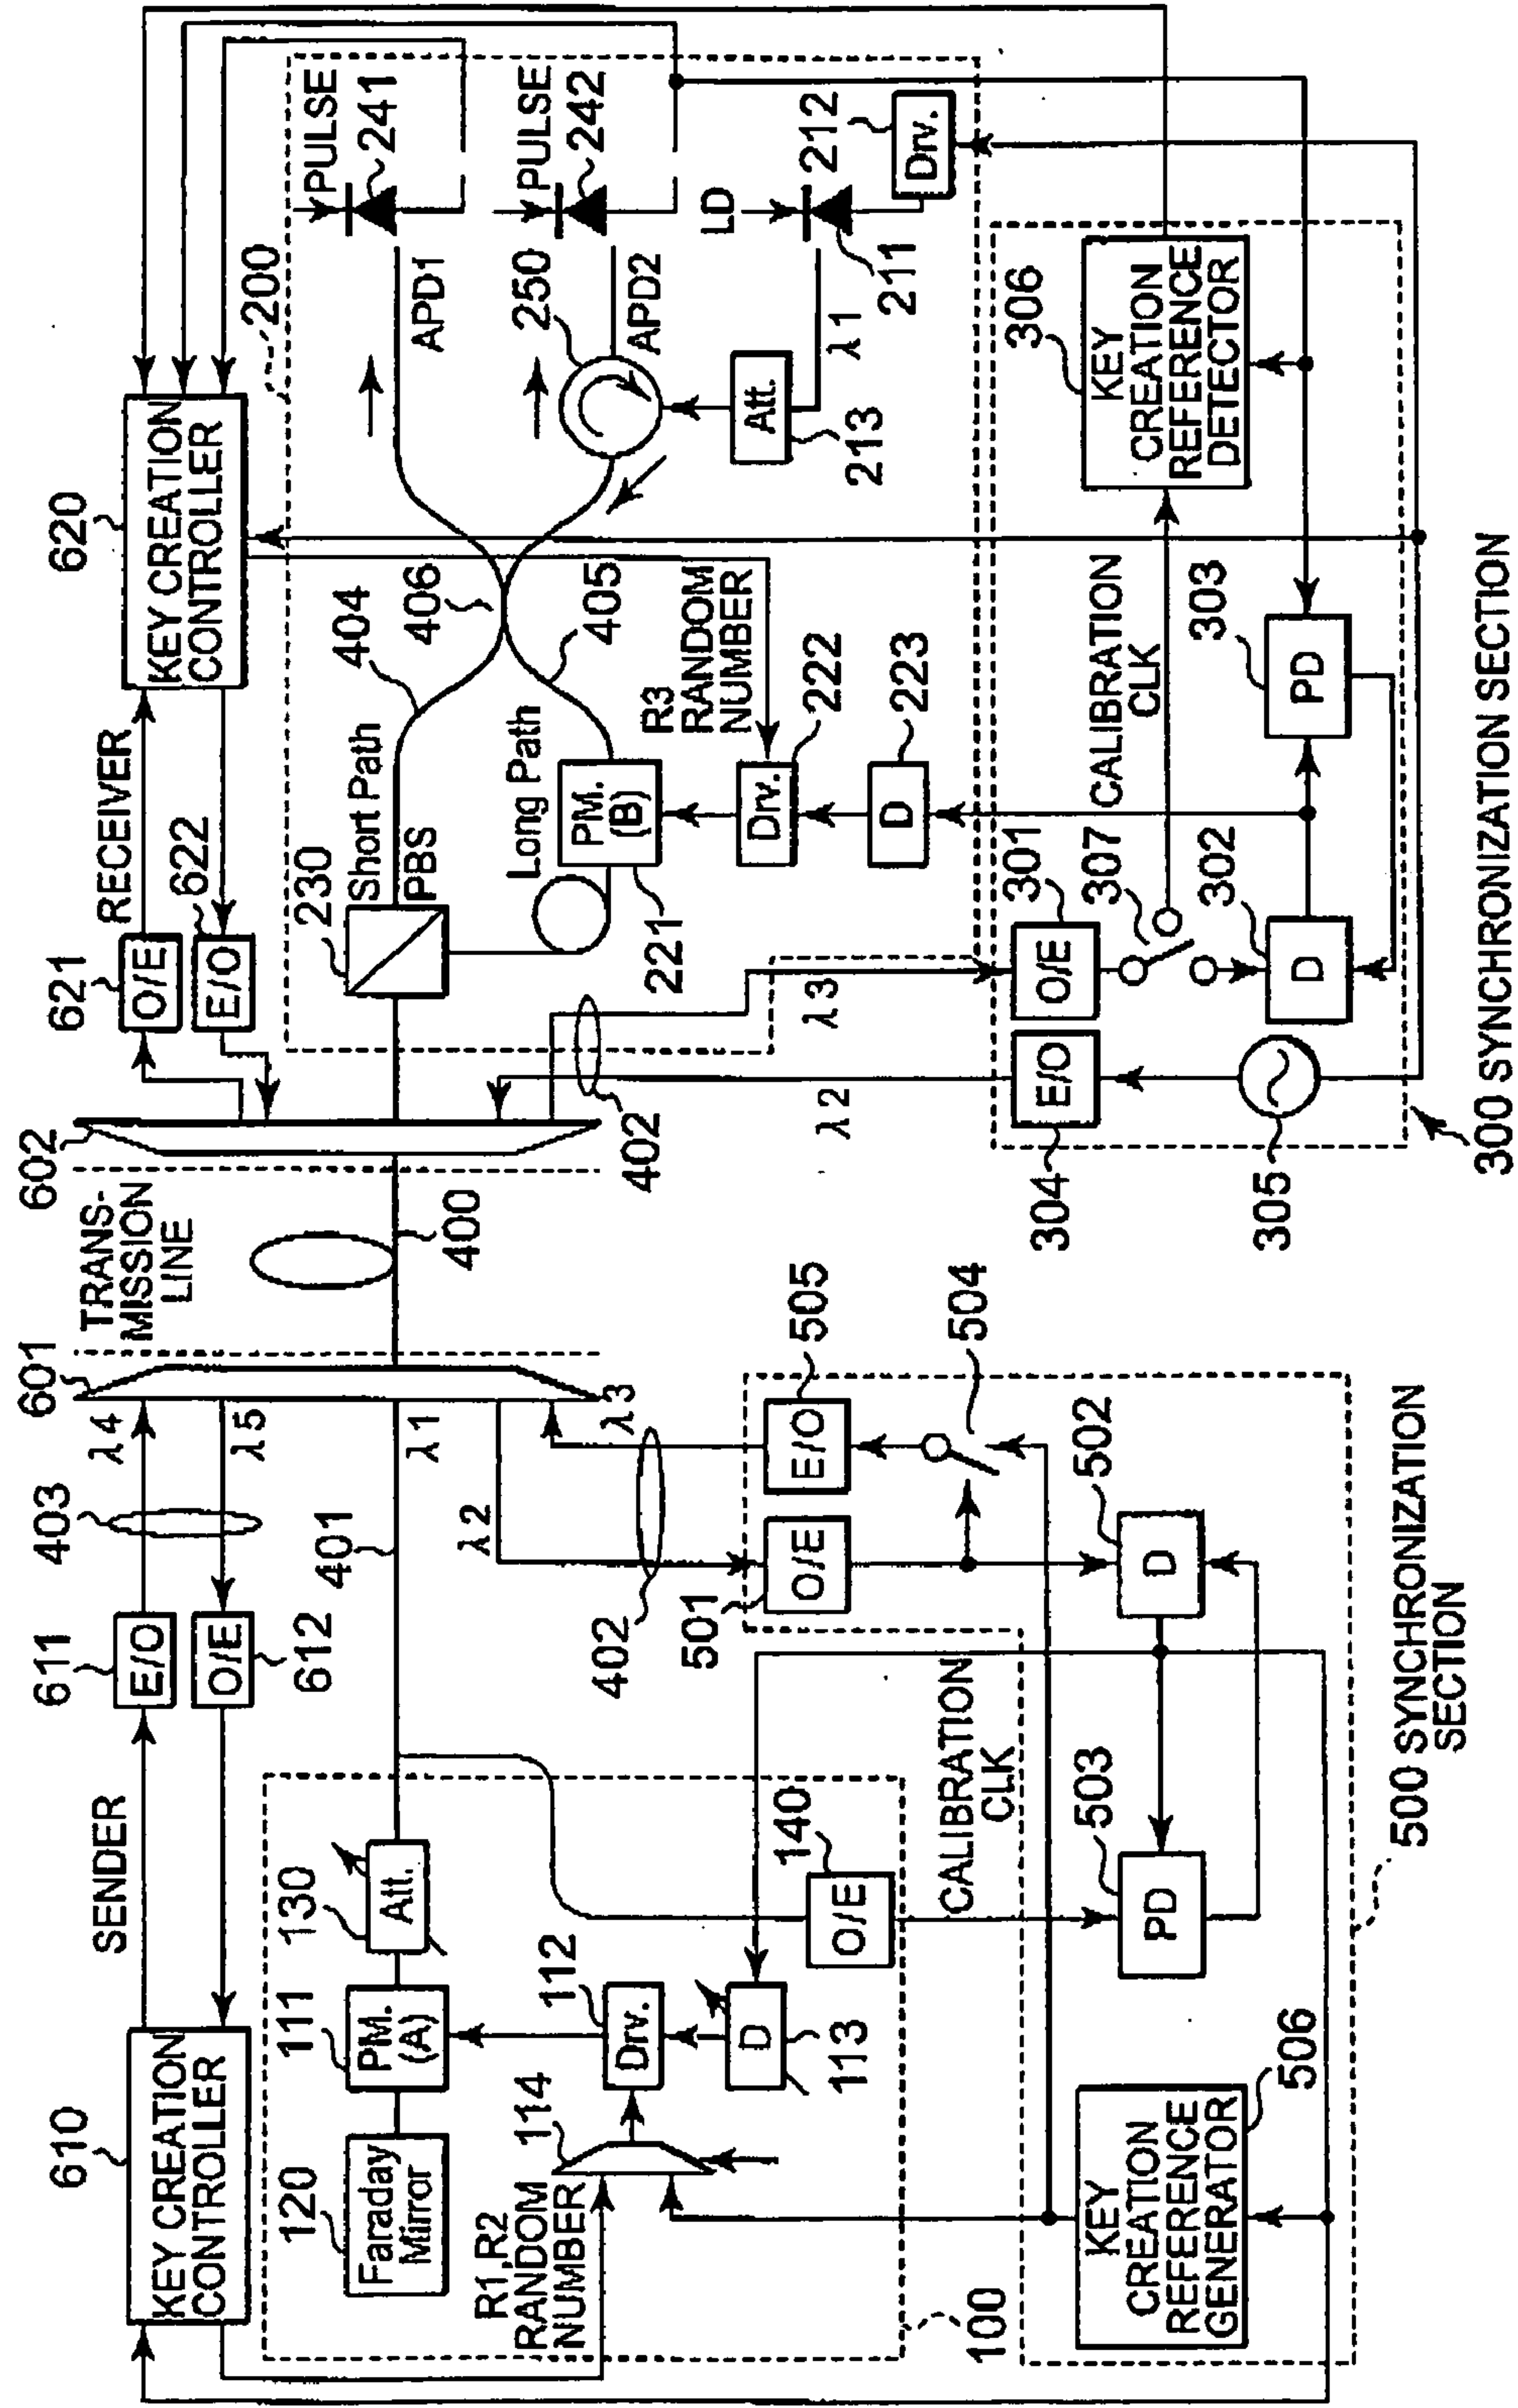 SENDER
610
KEY CREATION
CONTROLLER
611
E/O
O/E
612
403
λ4
λ5
601
TRANS-
MISSION
LINE
400
602
RECEIVER
621
O/E
E/O
622
620
KEY CREATION
CONTROLLER
120
Faraday
Mirror
111
PM.
(A)
130
Att.
401
λ1
R1,R2
RANDOM
NUMBER
114
112
Drv.
D
113
140
O/E
100
λ2
λ3
402
CALIBRATION
CLK
501
O/E
E/O
505
504
502
D
503
PD
KEY
CREATION
REFERENCE
GENERATOR
506
500 SYNCHRONIZATION
SECTION
200
230
Short Path
PBS
404
406
405
Long Path
PM.
(B)
221
R3
RANDOM
NUMBER
Drv.
222
D
223
APD1
PULSE
241
250
APD2
PULSE
242
LD
212
Drv.
211
λ1
Att.
213
402
λ2
λ3
304
E/O
O/E
301
307
302
D
305
CALIBRATION
CLK
303
PD
306
KEY
CREATION
REFERENCE
DETECTOR
300 SYNCHRONIZATION SECTION